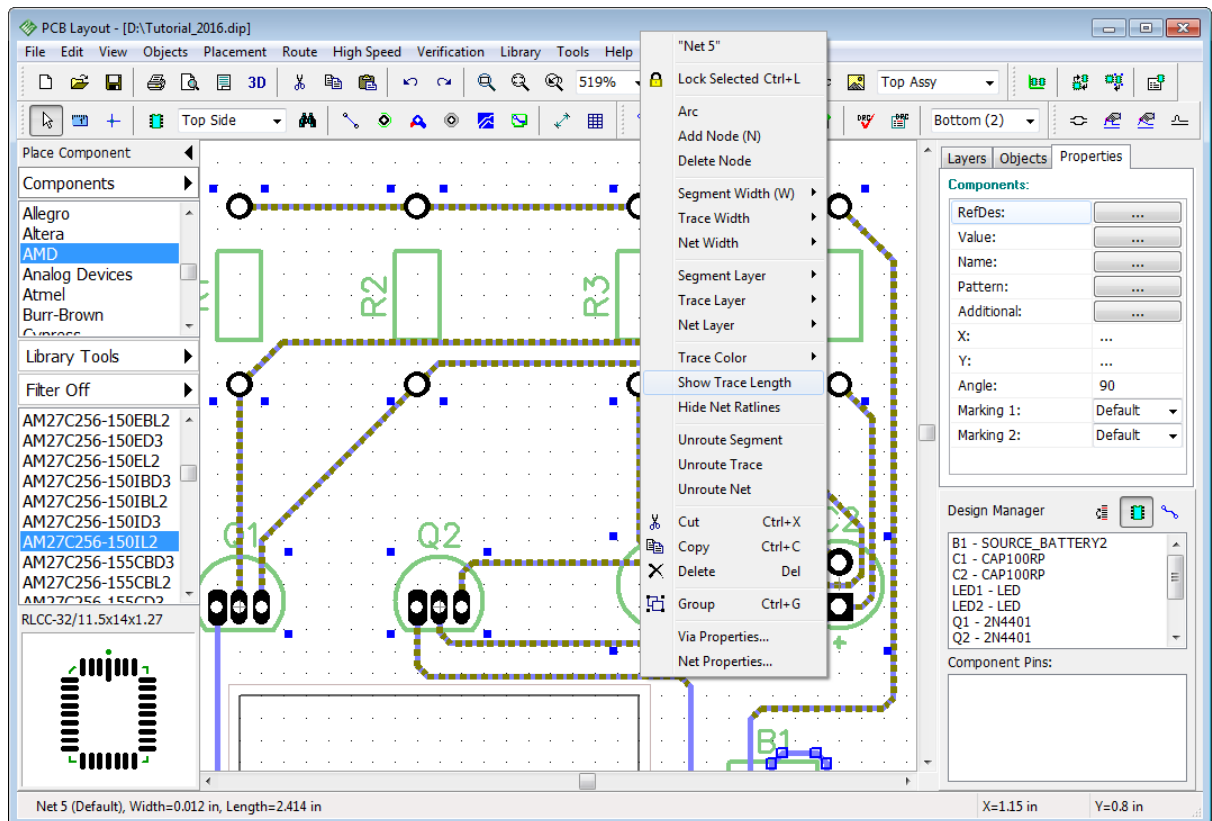 PCB Layout - [D:\Tutorial_2016.dip]
File Edit View Objects Placement Route High Speed Verification Library Tools Help
3D 519% Top Assy
Top Side Bottom (2)
Place Component
Components
Allegro
Altera
AMD
Analog Devices
Atmel
Burr-Brown
Cypress
Library Tools
Filter Off
AM27C256-150EBL2
AM27C256-150ED3
AM27C256-150EL2
AM27C256-150IBD3
AM27C256-150IBL2
AM27C256-150ID3
AM27C256-150IL2
AM27C256-155CBD3
AM27C256-155CBL2
AM27C256-155CD3
RLCC-32/11.5x14x1.27
R2
R3
Q1
Q2
C2
+
B1
"Net 5"
Lock Selected Ctrl+L
Arc
Add Node (N)
Delete Node
Segment Width (W)
Trace Width
Net Width
Segment Layer
Trace Layer
Net Layer
Trace Color
Show Trace Length
Hide Net Ratlines
Unroute Segment
Unroute Trace
Unroute Net
Cut Ctrl+X
Copy Ctrl+C
Delete Del
Group Ctrl+G
Via Properties...
Net Properties...
Layers Objects Properties
Components:
RefDes: ...
Value: ...
Name: ...
Pattern: ...
Additional: ...
X: ...
Y: ...
Angle: 90
Marking 1: Default
Marking 2: Default
Design Manager
B1 - SOURCE_BATTERY2
C1 - CAP100RP
C2 - CAP100RP
LED1 - LED
LED2 - LED
Q1 - 2N4401
Q2 - 2N4401
Component Pins:
Net 5 (Default), Width=0.012 in, Length=2.414 in
X=1.15 in Y=0.8 in